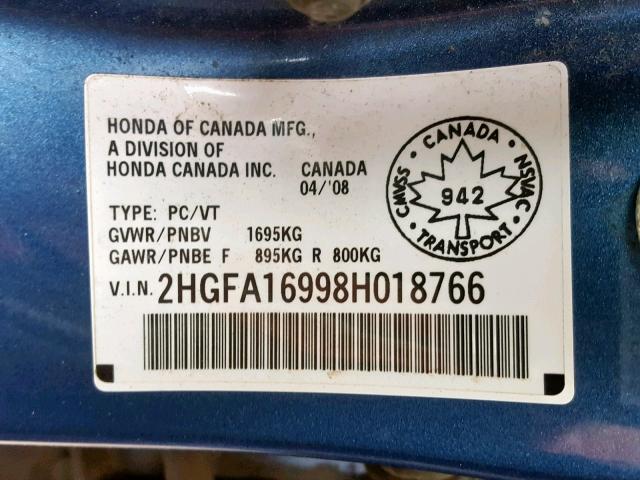 HONDA OF CANADA MFG.,
A DIVISION OF
HONDA CANADA INC. CANADA
04/'08
TYPE: PC/VT
GVWR/PNBV 1695KG
GAWR/PNBE F 895KG R 800KG
V.I.N. 2HGFA16998H018766
CMVSS · CANADA · NSVAC
942
· TRANSPORT ·